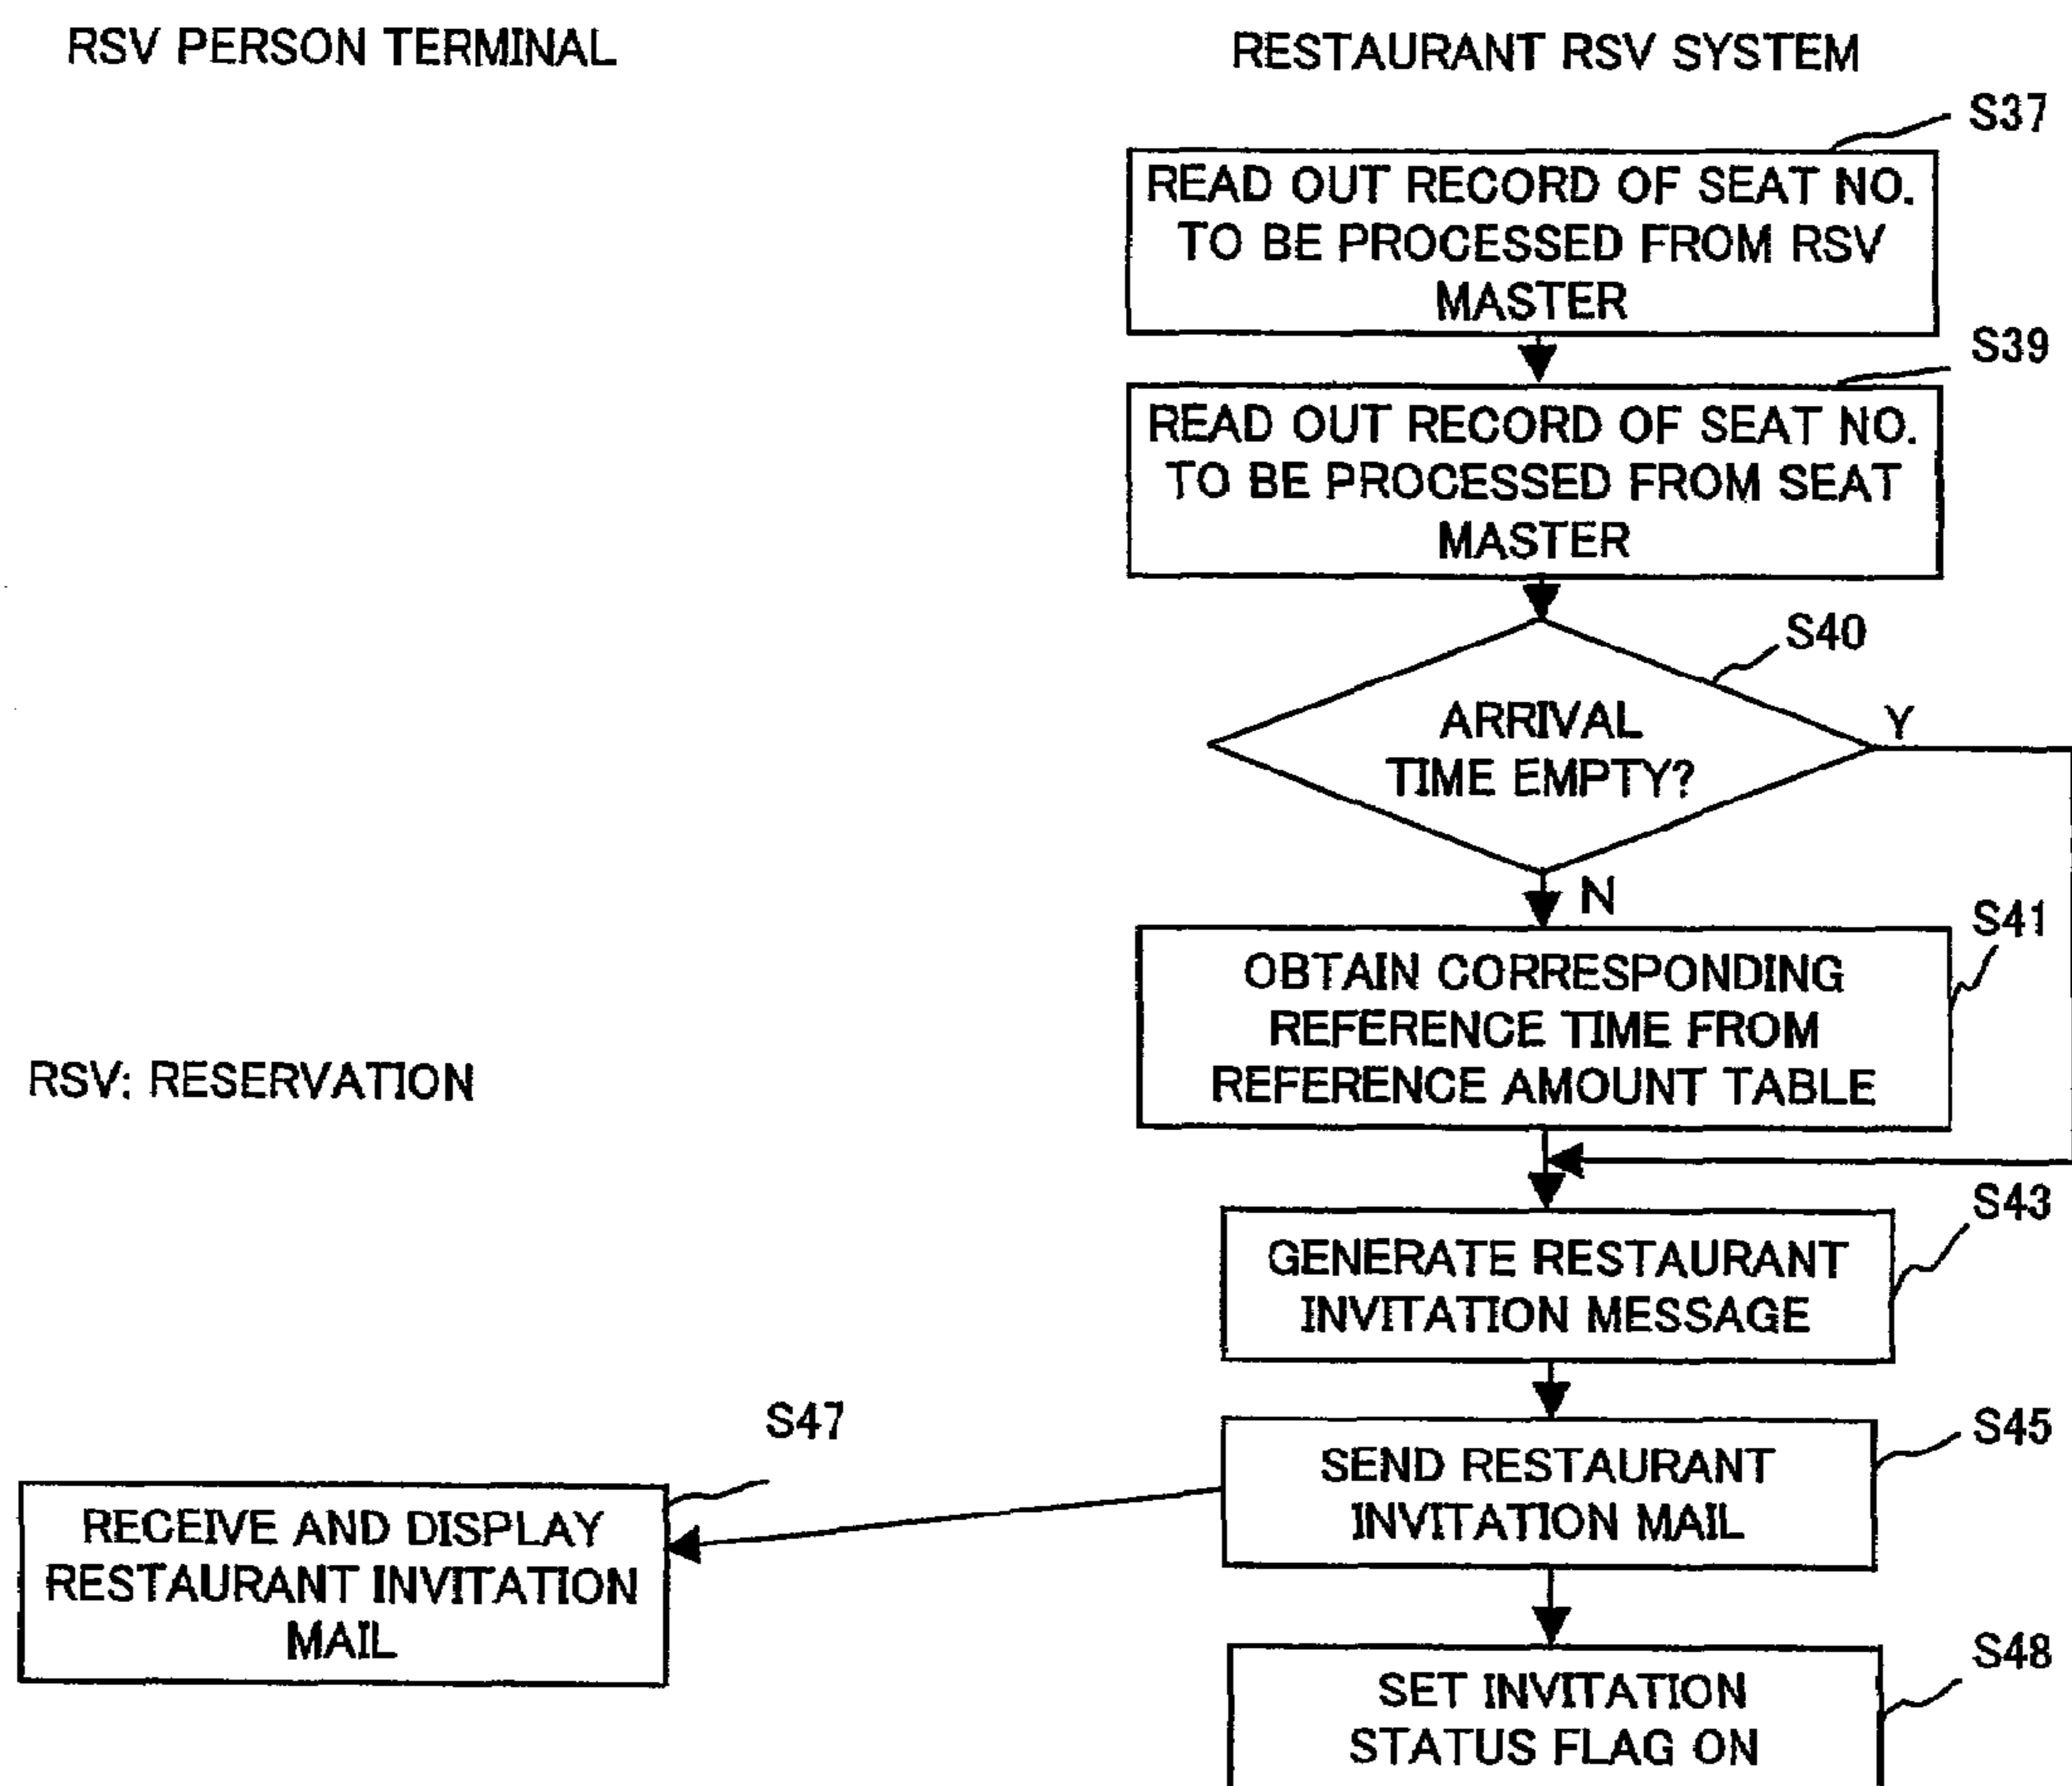 RSV PERSON TERMINAL
RESTAURANT RSV SYSTEM
S37
READ OUT RECORD OF SEAT NO.
TO BE PROCESSED FROM RSV
MASTER
S39
READ OUT RECORD OF SEAT NO.
TO BE PROCESSED FROM SEAT
MASTER
S40
ARRIVAL
TIME EMPTY?
Y
N
S41
OBTAIN CORRESPONDING
REFERENCE TIME FROM
REFERENCE AMOUNT TABLE
RSV: RESERVATION
S43
GENERATE RESTAURANT
INVITATION MESSAGE
S45
SEND RESTAURANT
INVITATION MAIL
S47
RECEIVE AND DISPLAY
RESTAURANT INVITATION
MAIL
S48
SET INVITATION
STATUS FLAG ON